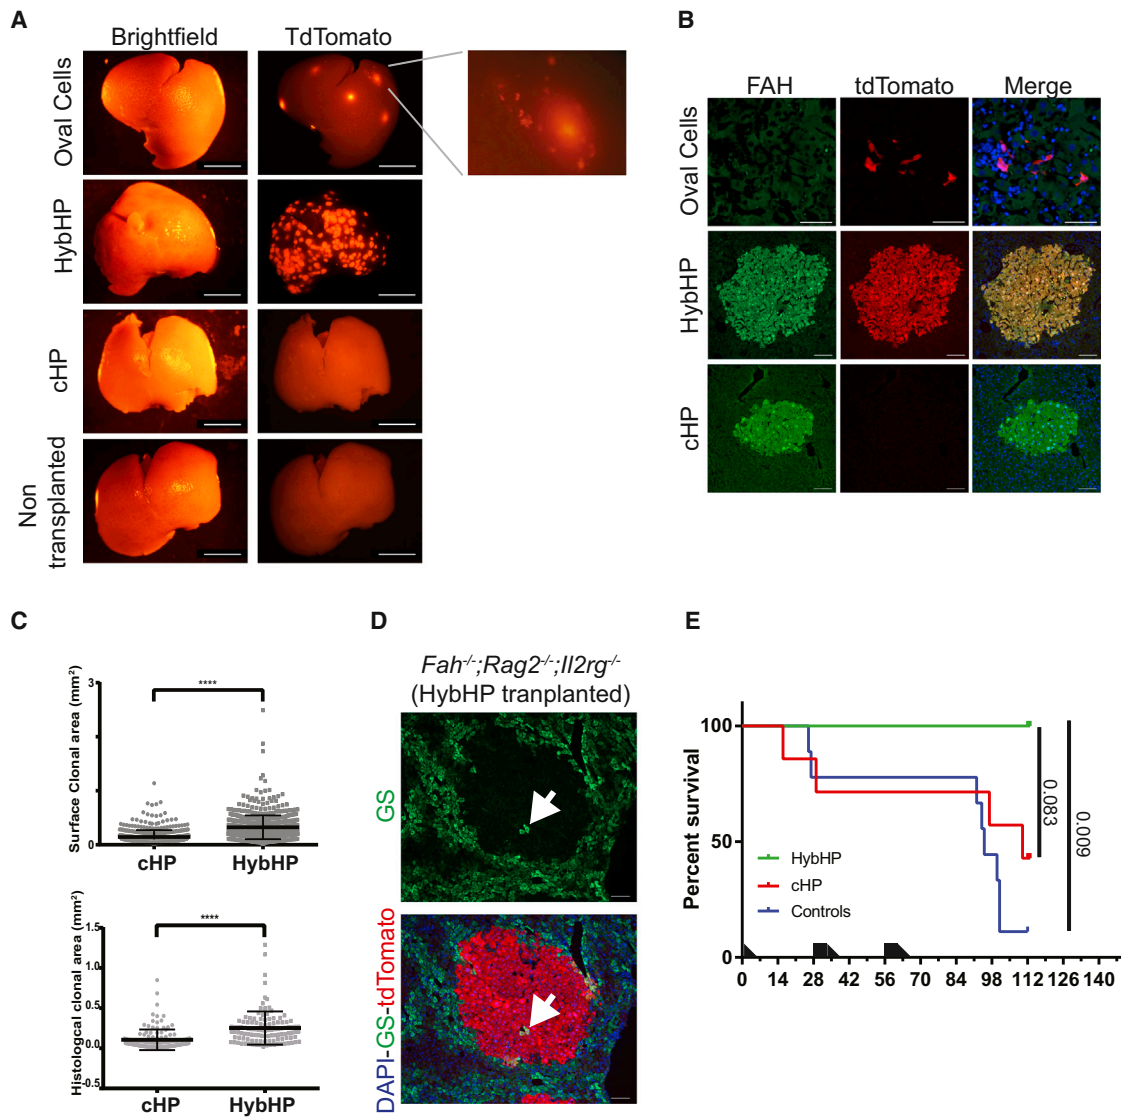 A
Brightfield TdTomato
Oval Cells
HybHP
cHP
Non
transplanted
B
FAH tdTomato Merge
Oval Cells
HybHP
cHP
C
Surface Clonal area (mm²)
3
0
****
cHP HybHP
Histologcal clonal area (mm²)
1.5
1.0
0.5
0.0
-0.5
****
cHP HybHP
D
Fah-/-;Rag2-/-;Il2rg-/-
(HybHP tranplanted)
GS
DAPI-GS-tdTomato
E
Percent survival
100
50
0
HybHP
cHP
Controls
0.083
0.009
0 14 28 42 56 70 84 98 112 126 140